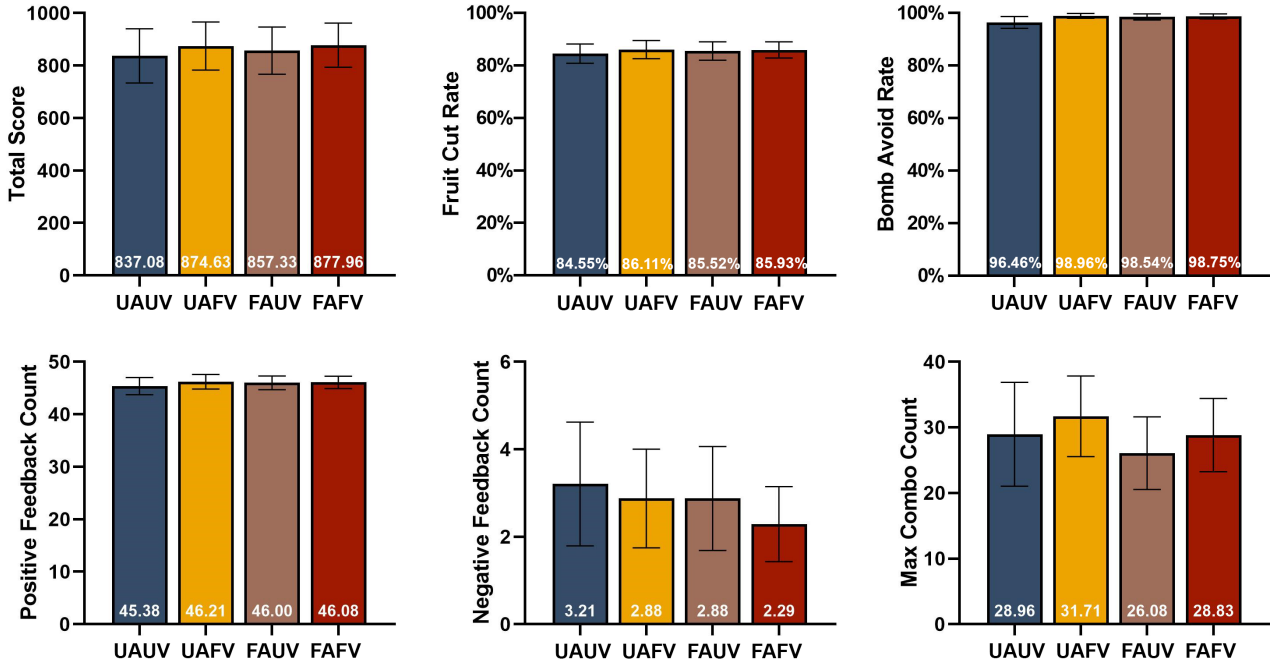 Total Score
1000
800
600
400
200
0
837.08 874.63 857.33 877.96
UAUV UAFV FAUV FAFV
Fruit Cut Rate
100%
80%
60%
40%
20%
0%
84.55% 86.11% 85.52% 85.93%
UAUV UAFV FAUV FAFV
Bomb Avoid Rate
100%
80%
60%
40%
20%
0%
96.46% 98.96% 98.54% 98.75%
UAUV UAFV FAUV FAFV
Positive Feedback Count
50
40
30
20
10
0
45.38 46.21 46.00 46.08
UAUV UAFV FAUV FAFV
Negative Feedback Count
6
4
2
0
3.21 2.88 2.88 2.29
UAUV UAFV FAUV FAFV
Max Combo Count
40
30
20
10
0
28.96 31.71 26.08 28.83
UAUV UAFV FAUV FAFV